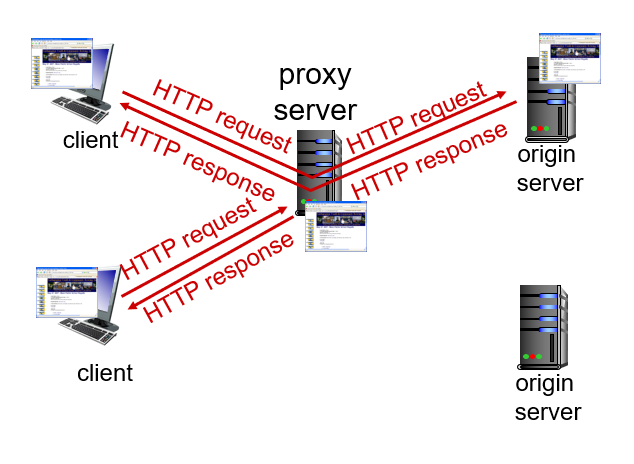 proxy
server
client
HTTP request
HTTP response
HTTP request
HTTP response
origin
server
HTTP request
HTTP response
client
origin
server